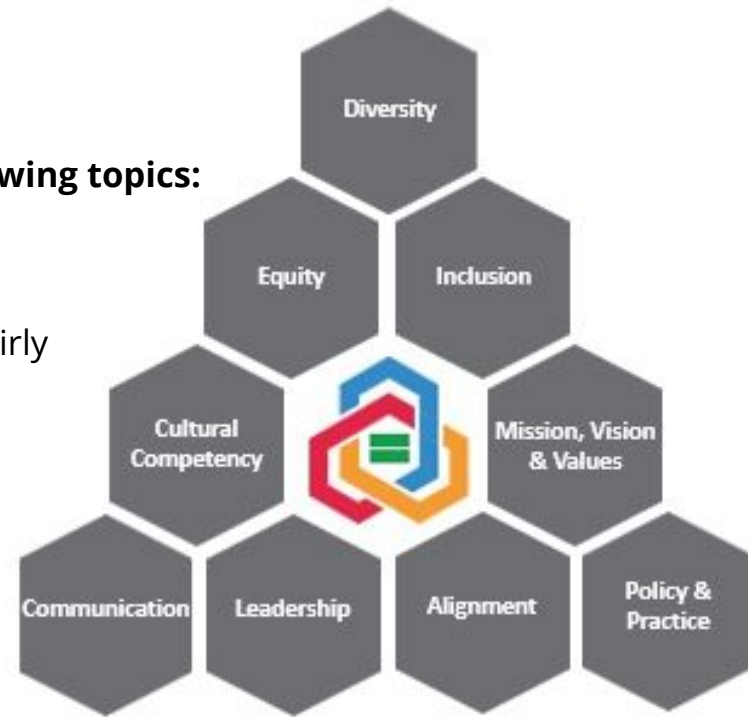 Diversity
wing topics:
Equity
Inclusion
irly
Cultural
Competency
Mission, Vision
& Values
Communication
Leadership
Alignment
Policy &
Practice